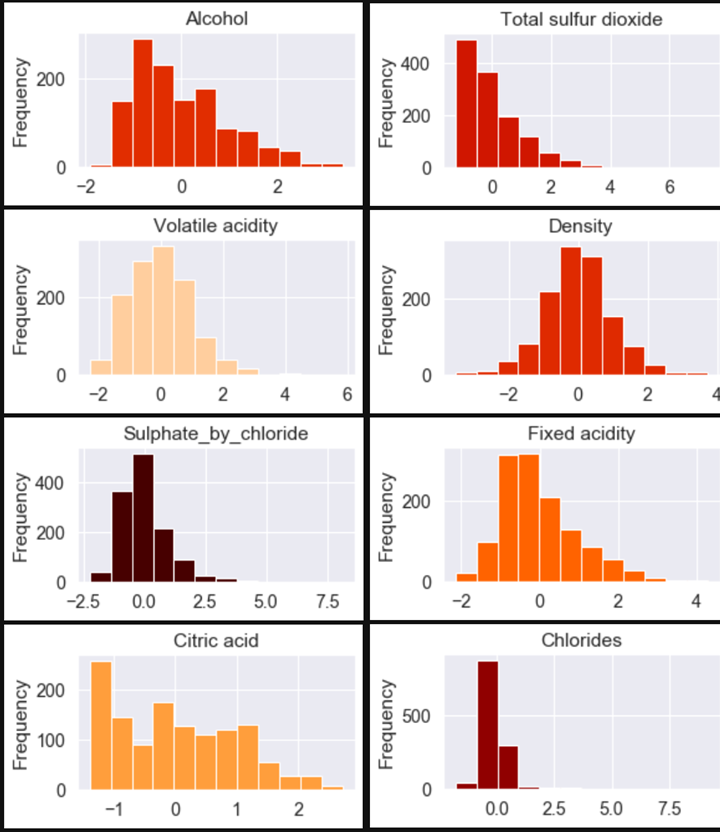 Alcohol
Frequency
200
0
−2 0 2
Total sulfur dioxide
Frequency
400
200
0
0 2 4 6
Volatile acidity
Frequency
200
0
−2 0 2 4 6
Density
Frequency
200
0
−2 0 2 4
Sulphate_by_chloride
Frequency
400
200
0
−2.5 0.0 2.5 5.0 7.5
Fixed acidity
Frequency
200
0
−2 0 2 4
Citric acid
Frequency
200
100
0
−1 0 1 2
Chlorides
Frequency
500
0
0.0 2.5 5.0 7.5